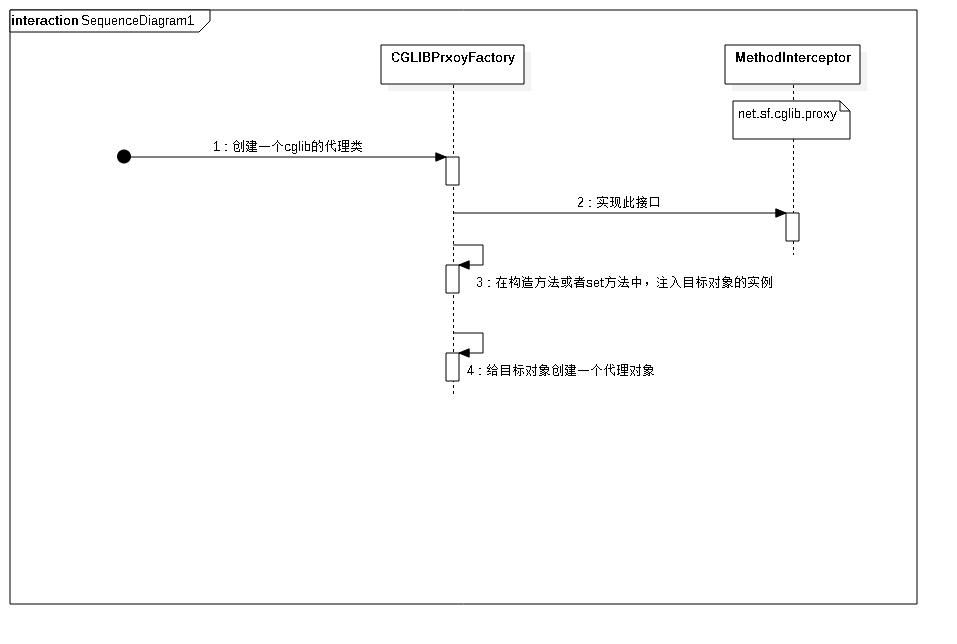 interaction SequenceDiagram1
CGLIBPrxoyFactory
MethodInterceptor
net.sf.cglib.proxy
1 : 创建一个cglib的代理类
2 : 实现此接口
3 : 在构造方法或者set方法中，注入目标对象的实例
4 : 给目标对象创建一个代理对象